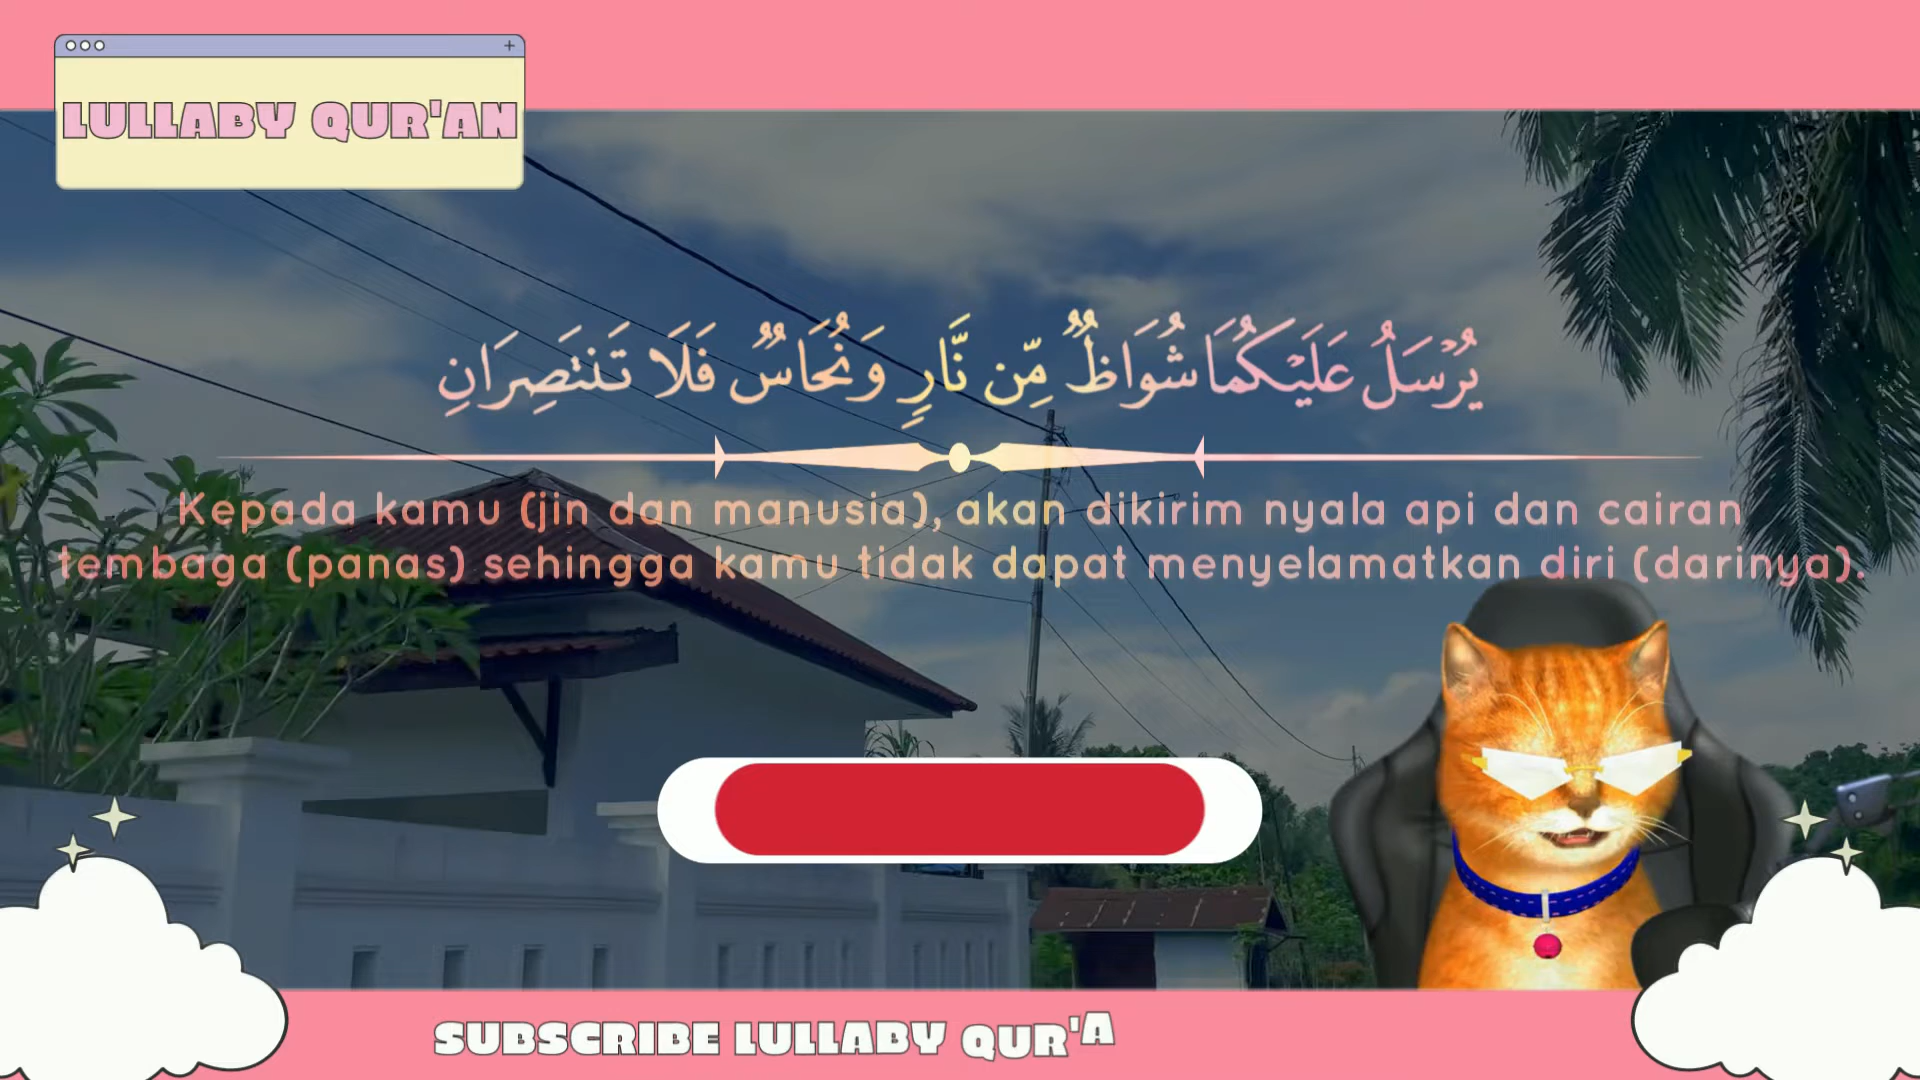 LULLABY QUR'AN
يُرْسَلُ عَلَيْكُمَا شُوَاظٌ مِّن نَّارٍ وَنُحَاسٌ فَلَا تَنتَصِرَانِ
Kepada kamu (jin dan manusia), akan dikirim nyala api dan cairan
tembaga (panas) sehingga kamu tidak dapat menyelamatkan diri (darinya).
SUBSCRIBE LULLABY QUR'A